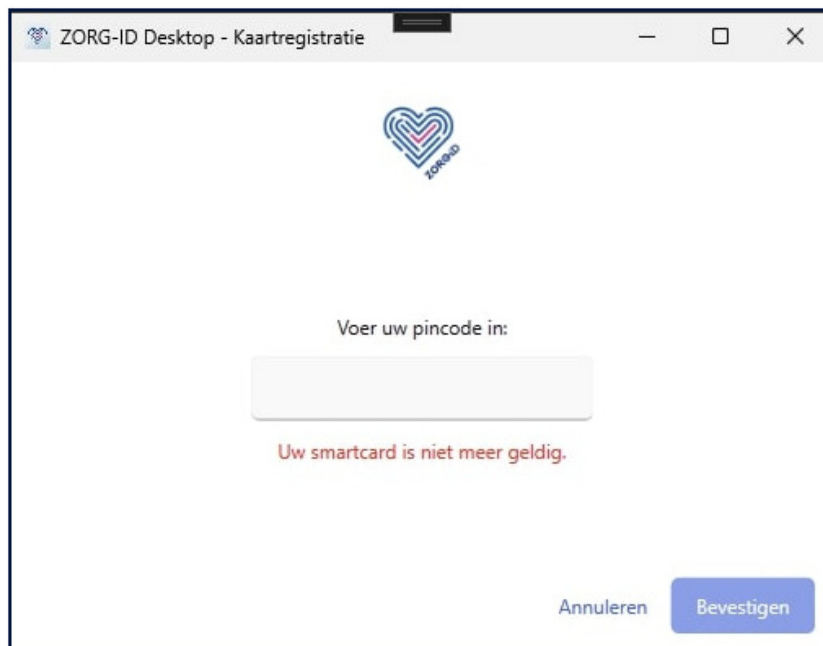 ZORG-ID Desktop - Kaartregistratie
ZORG-ID
Voer uw pincode in:
Uw smartcard is niet meer geldig.
Annuleren
Bevestigen